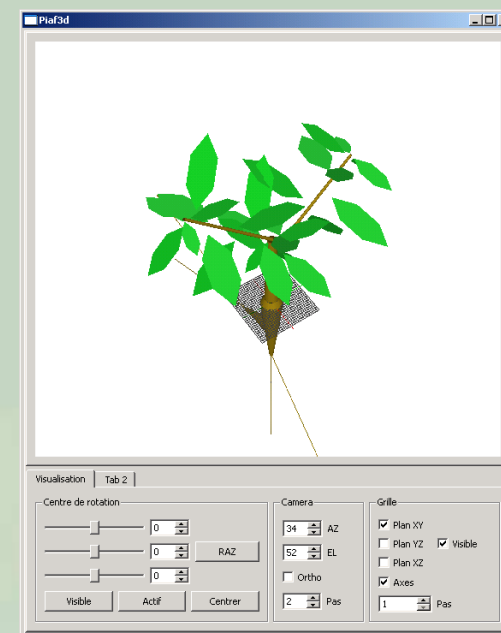 Piaf3d
Visualisation Tab 2
Centre de rotation
0
0 RAZ
0
Visible Actif Centrer
Camera
34 AZ
52 EL
Ortho
2 Pas
Grille
Plan XY
Plan YZ Visible
Plan XZ
Axes
1 Pas